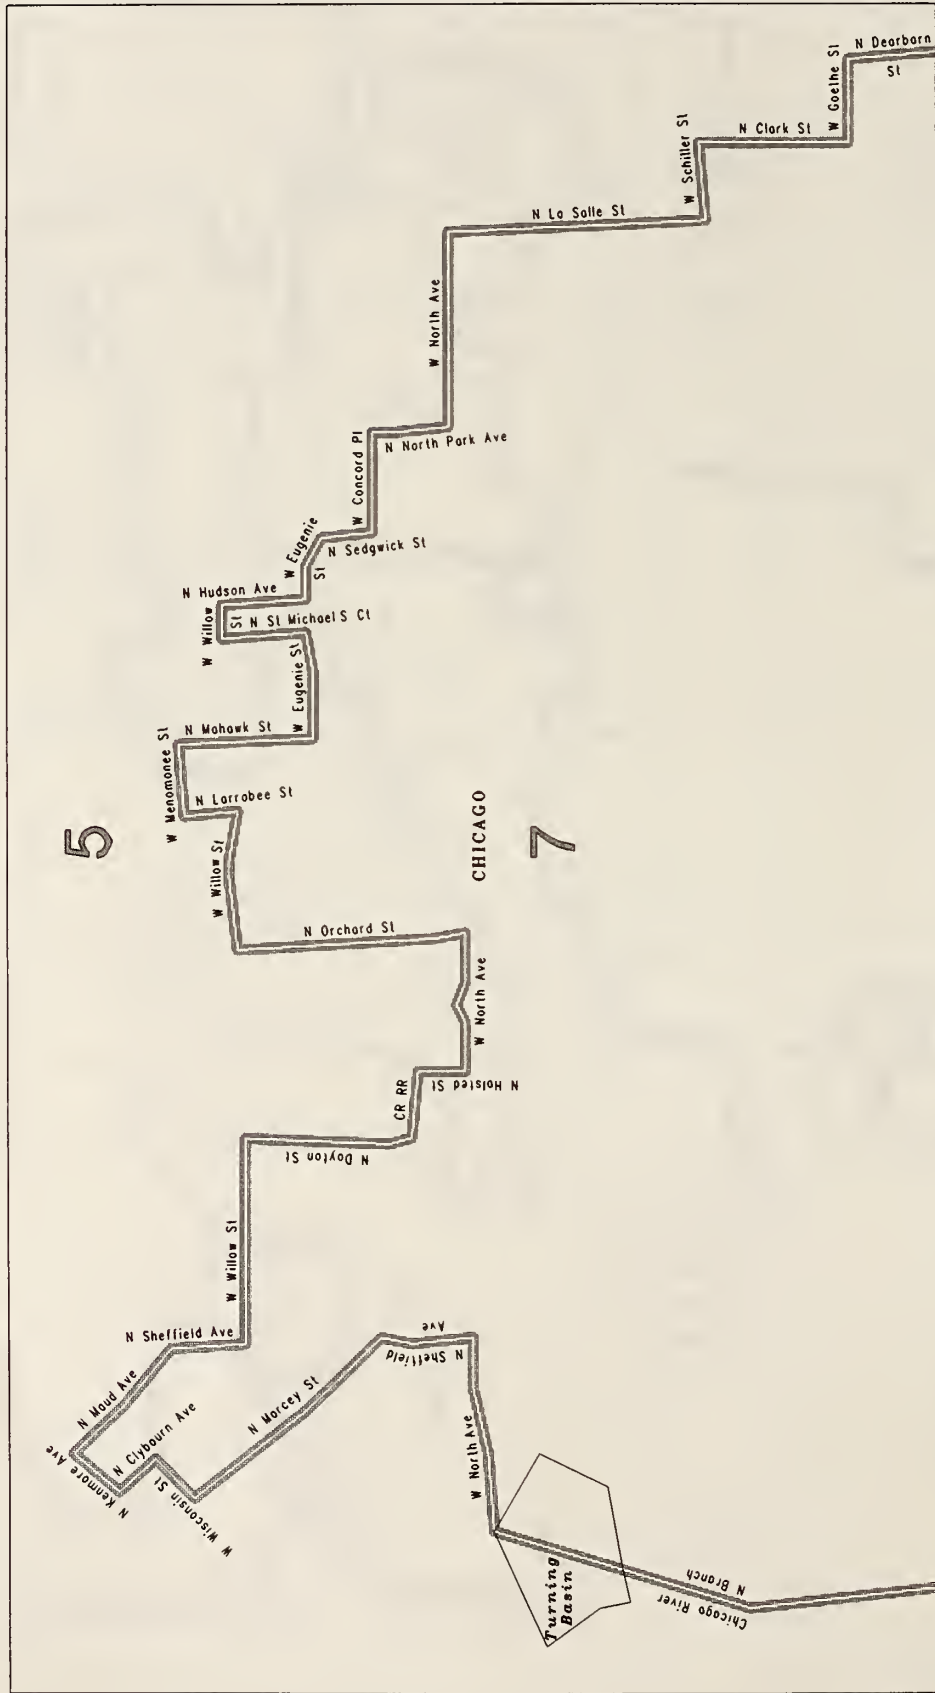 N Dearborn
St
W Goethe St
N Clark St
W Schiller St
N La Salle St
W North Ave
N North Park Ave
W Concord Pl
N Sedgwick St
W Eugenie
St
N Hudson Ave
W Willow
St
N St Michael S Ct
W Eugenie St
N Mohawk St
W Menomonee St
N Larrabee St
W Willow St
5
CHICAGO
7
N Orchard St
W North Ave
N Halsted St
CR RR
N Dayton St
W Willow St
N Sheffield Ave
N Maud Ave
N Kenmore Ave
N Clybourn Ave
W Wisconsin St
N Marcey St
N Sheffield
Ave
W North Ave
Turning
Basin
Chicago River
N Branch